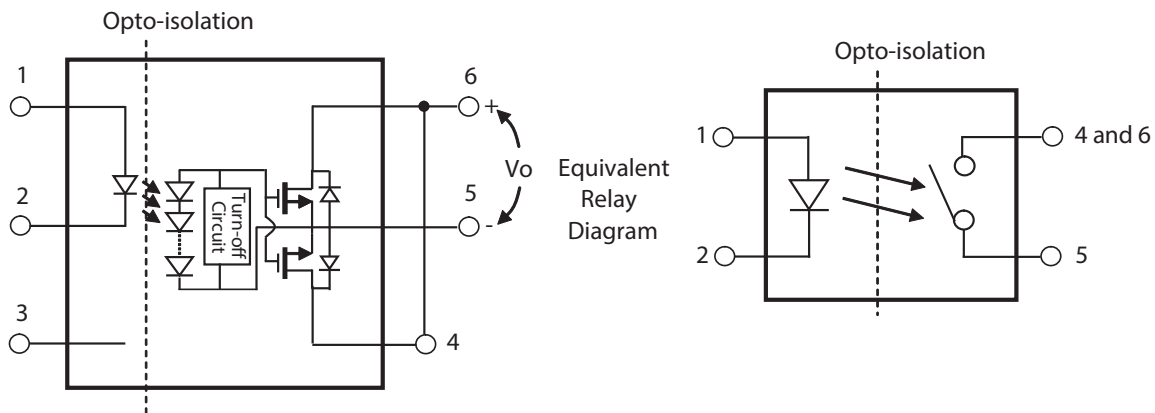 Opto-isolation
1
2
3
Turn-off
Circuit
6
+
Vo
5
-
4
Equivalent
Relay
Diagram
Opto-isolation
1
2
4 and 6
5